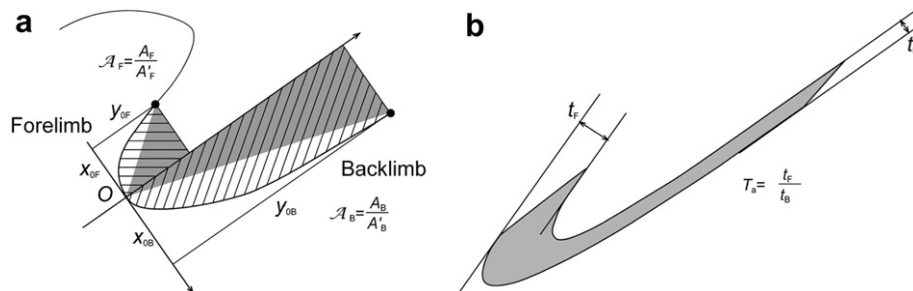 a
𝒜F=AF/A'F
y0F
Forelimb
x0F
O
Backlimb
y0B
x0B
𝒜B=AB/A'B
b
tF
Ta= tF/tB